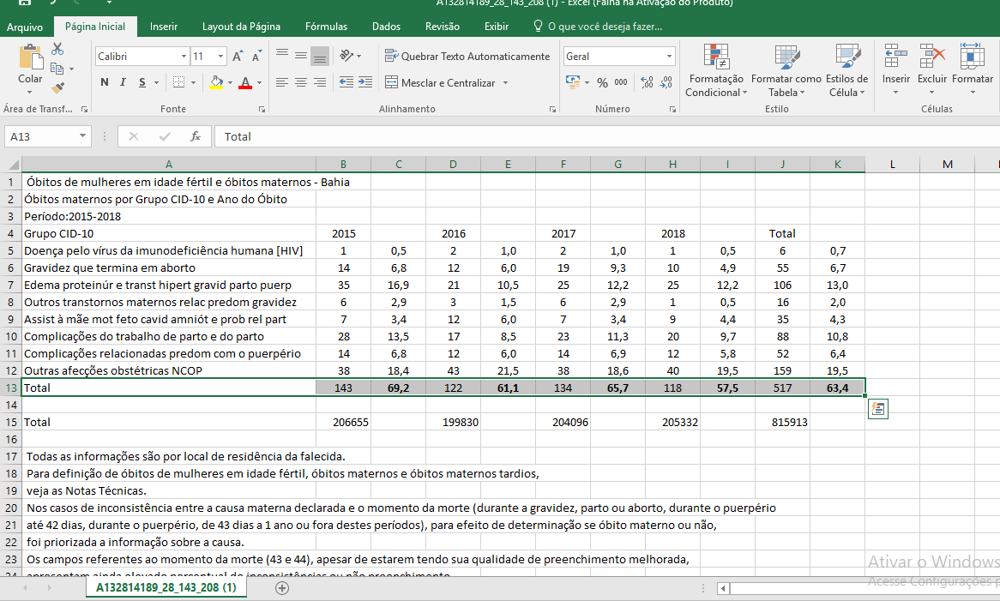 A132814189_28_143_208 (1) - Excel (Falha na Ativação do Produto)
Arquivo Página Inicial Inserir Layout da Página Fórmulas Dados Revisão Exibir O que você deseja fazer...
Colar Calibri 11 Quebrar Texto Automaticamente Geral
N I S Mesclar e Centralizar % 000 Formatação Condicional Formatar como Tabela Estilos de Célula Inserir Excluir Formatar
Área de Transf... Fonte Alinhamento Número Estilo Células
A13 fx Total
A B C D E F G H I J K L M
1 Óbitos de mulheres em idade fértil e óbitos maternos - Bahia
2 Óbitos maternos por Grupo CID-10 e Ano do Óbito
3 Período:2015-2018
4 Grupo CID-10 2015 2016 2017 2018 Total
5 Doença pelo vírus da imunodeficiência humana [HIV] 1 0,5 2 1,0 2 1,0 1 0,5 6 0,7
6 Gravidez que termina em aborto 14 6,8 12 6,0 19 9,3 10 4,9 55 6,7
7 Edema proteinúr e transt hipert gravid parto puerp 35 16,9 21 10,5 25 12,2 25 12,2 106 13,0
8 Outros transtornos maternos relac predom gravidez 6 2,9 3 1,5 6 2,9 1 0,5 16 2,0
9 Assist à mãe mot feto cavid amniót e prob rel part 7 3,4 12 6,0 7 3,4 9 4,4 35 4,3
10 Complicações do trabalho de parto e do parto 28 13,5 17 8,5 23 11,3 20 9,7 88 10,8
11 Complicações relacionadas predom com o puerpério 14 6,8 12 6,0 14 6,9 12 5,8 52 6,4
12 Outras afecções obstétricas NCOP 38 18,4 43 21,5 38 18,6 40 19,5 159 19,5
13 Total 143 69,2 122 61,1 134 65,7 118 57,5 517 63,4
14
15 Total 206655 199830 204096 205332 815913
16
17 Todas as informações são por local de residência da falecida.
18 Para definição de óbitos de mulheres em idade fértil, óbitos maternos e óbitos maternos tardios,
19 veja as Notas Técnicas.
20 Nos casos de inconsistência entre a causa materna declarada e o momento da morte (durante a gravidez, parto ou aborto, durante o puerpério
21 até 42 dias, durante o puerpério, de 43 dias a 1 ano ou fora destes períodos), para efeito de determinação se óbito materno ou não,
22 foi priorizada a informação sobre a causa.
23 Os campos referentes ao momento da morte (43 e 44), apesar de estarem tendo sua qualidade de preenchimento melhorada,
24 apresentam ainda elevado percentual de inconsistências ou não preenchimento.
Ativar o Windows
Acesse Configurações p
A132814189_28_143_208 (1)